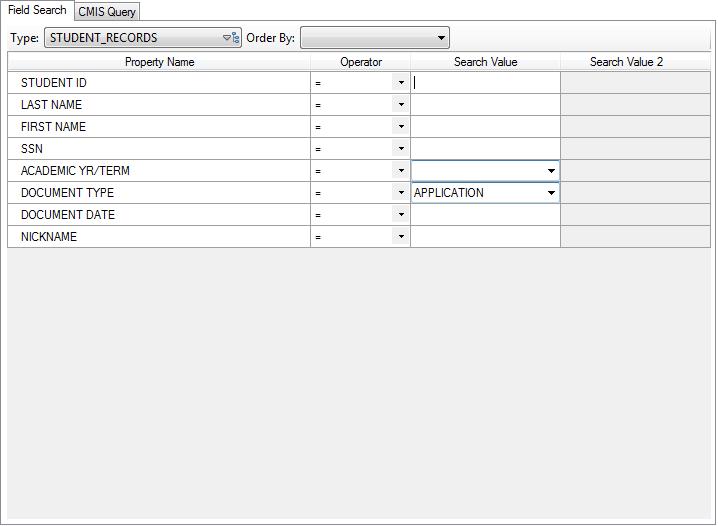 Field Search CMIS Query
Type: STUDENT_RECORDS Order By:
Property Name Operator Search Value Search Value 2
STUDENT ID =
LAST NAME =
FIRST NAME =
SSN =
ACADEMIC YR/TERM =
DOCUMENT TYPE = APPLICATION
DOCUMENT DATE =
NICKNAME =